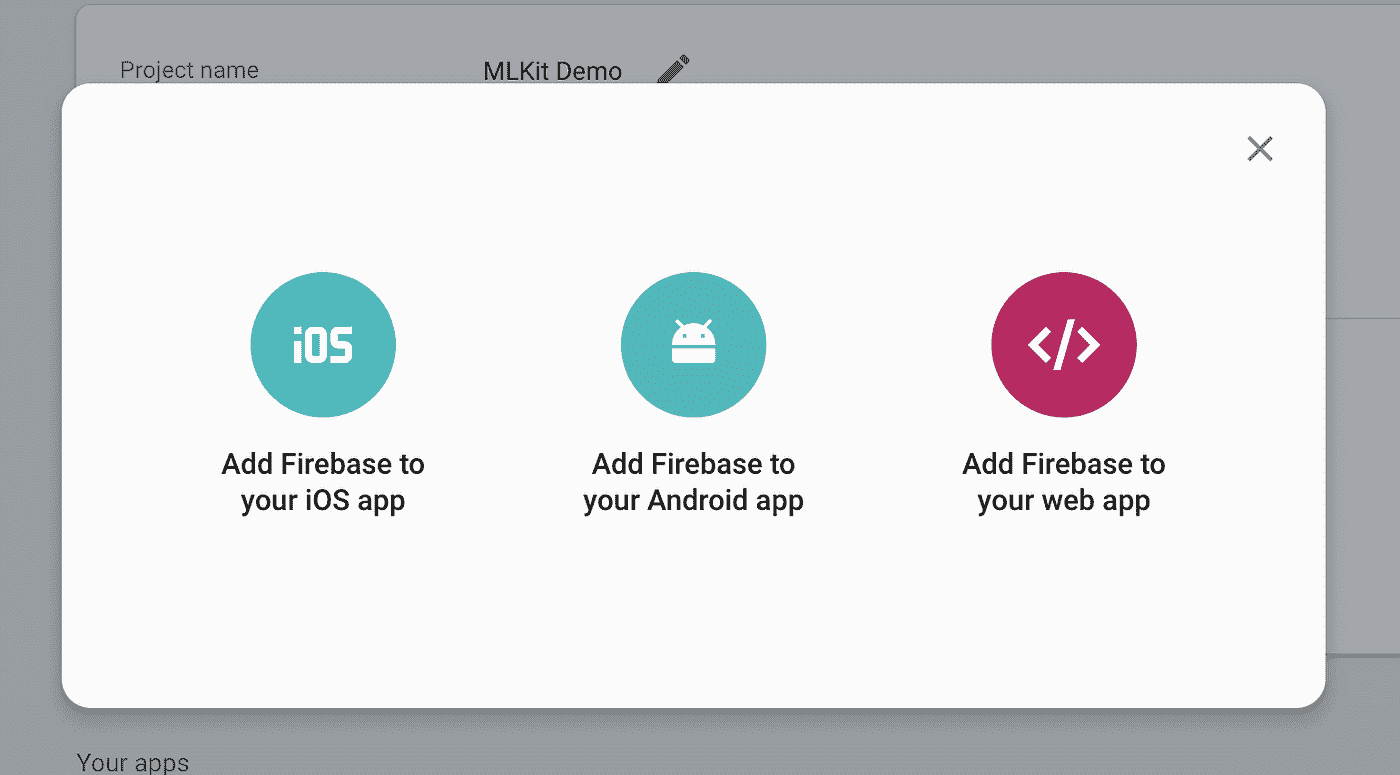 Project name MLKit Demo
iOS
Add Firebase to
your iOS app
Add Firebase to
your Android app
</>
Add Firebase to
your web app
Your apps